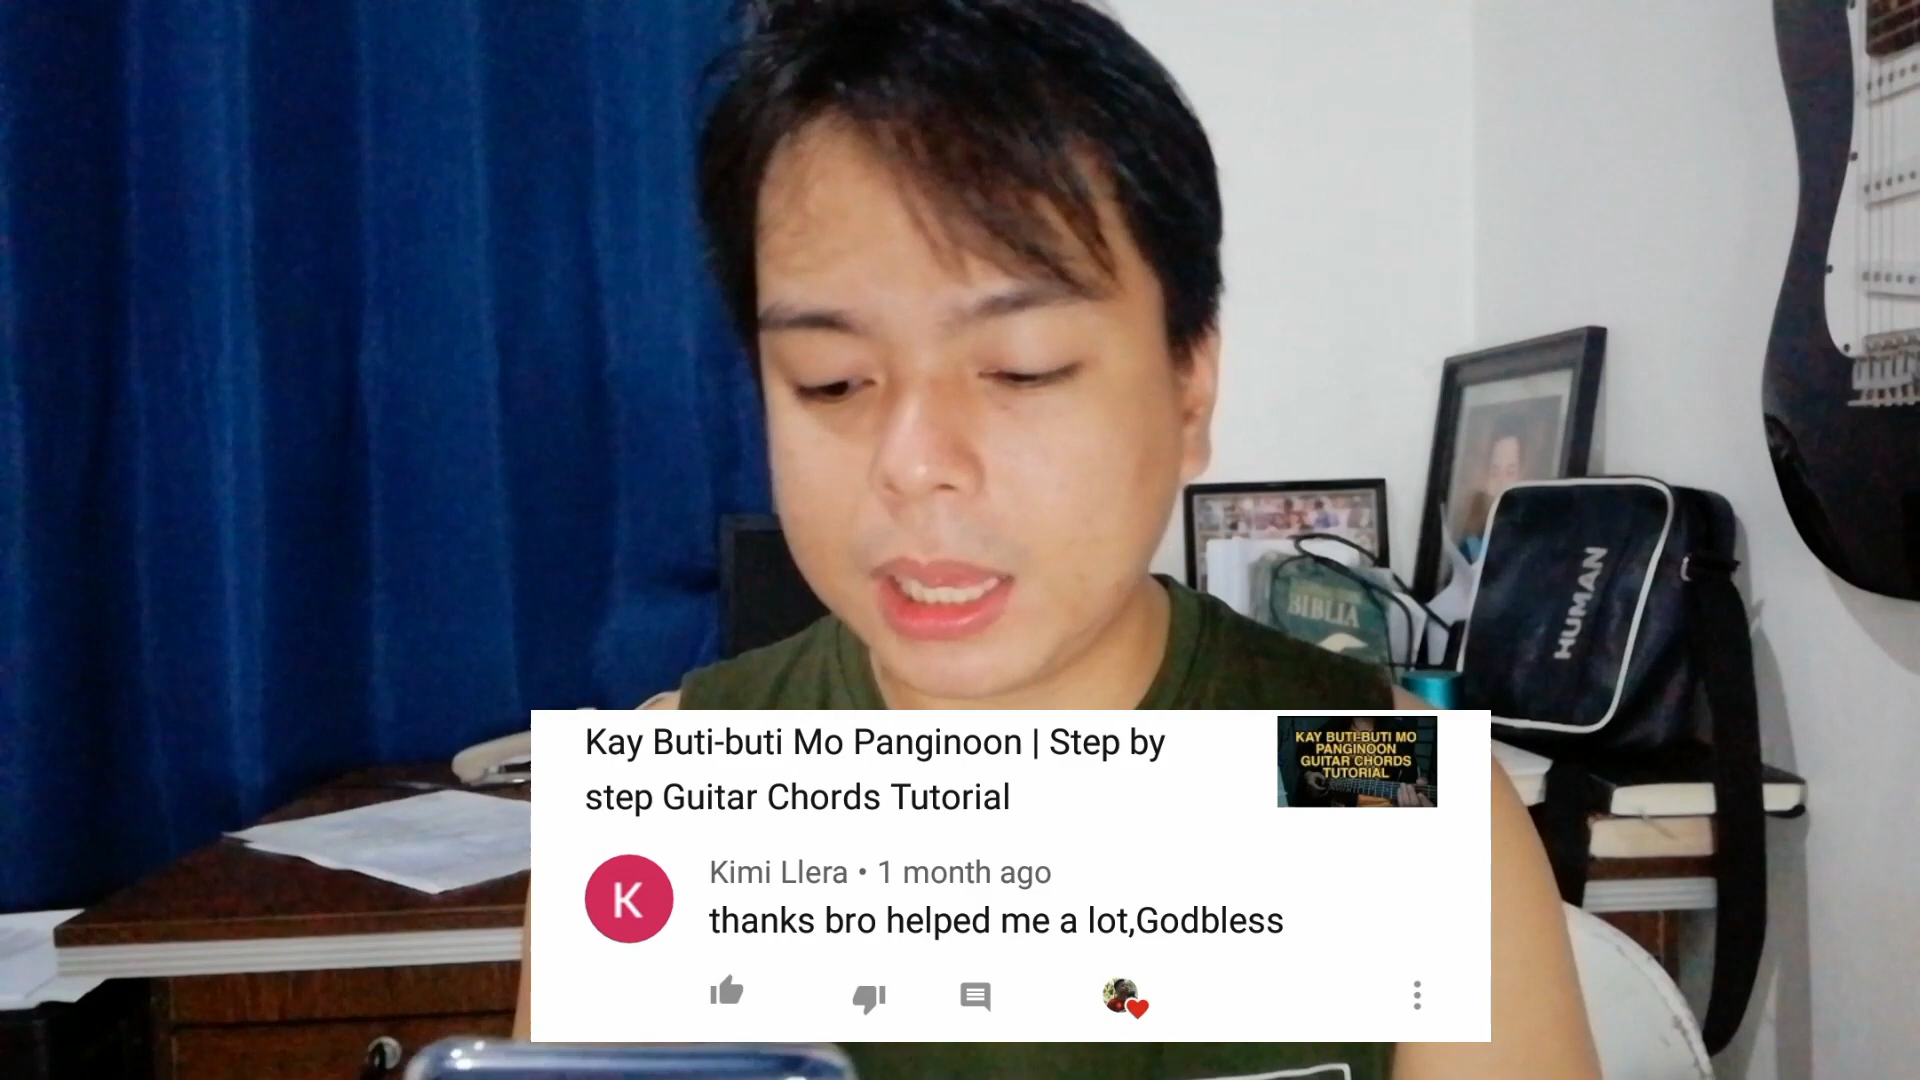 BIBLIA
HUMAN
Kay Buti-buti Mo Panginoon | Step by
step Guitar Chords Tutorial
KAY BUTI-BUTI MO
PANGINOON
GUITAR CHORDS
TUTORIAL
K
Kimi Llera • 1 month ago
thanks bro helped me a lot,Godbless